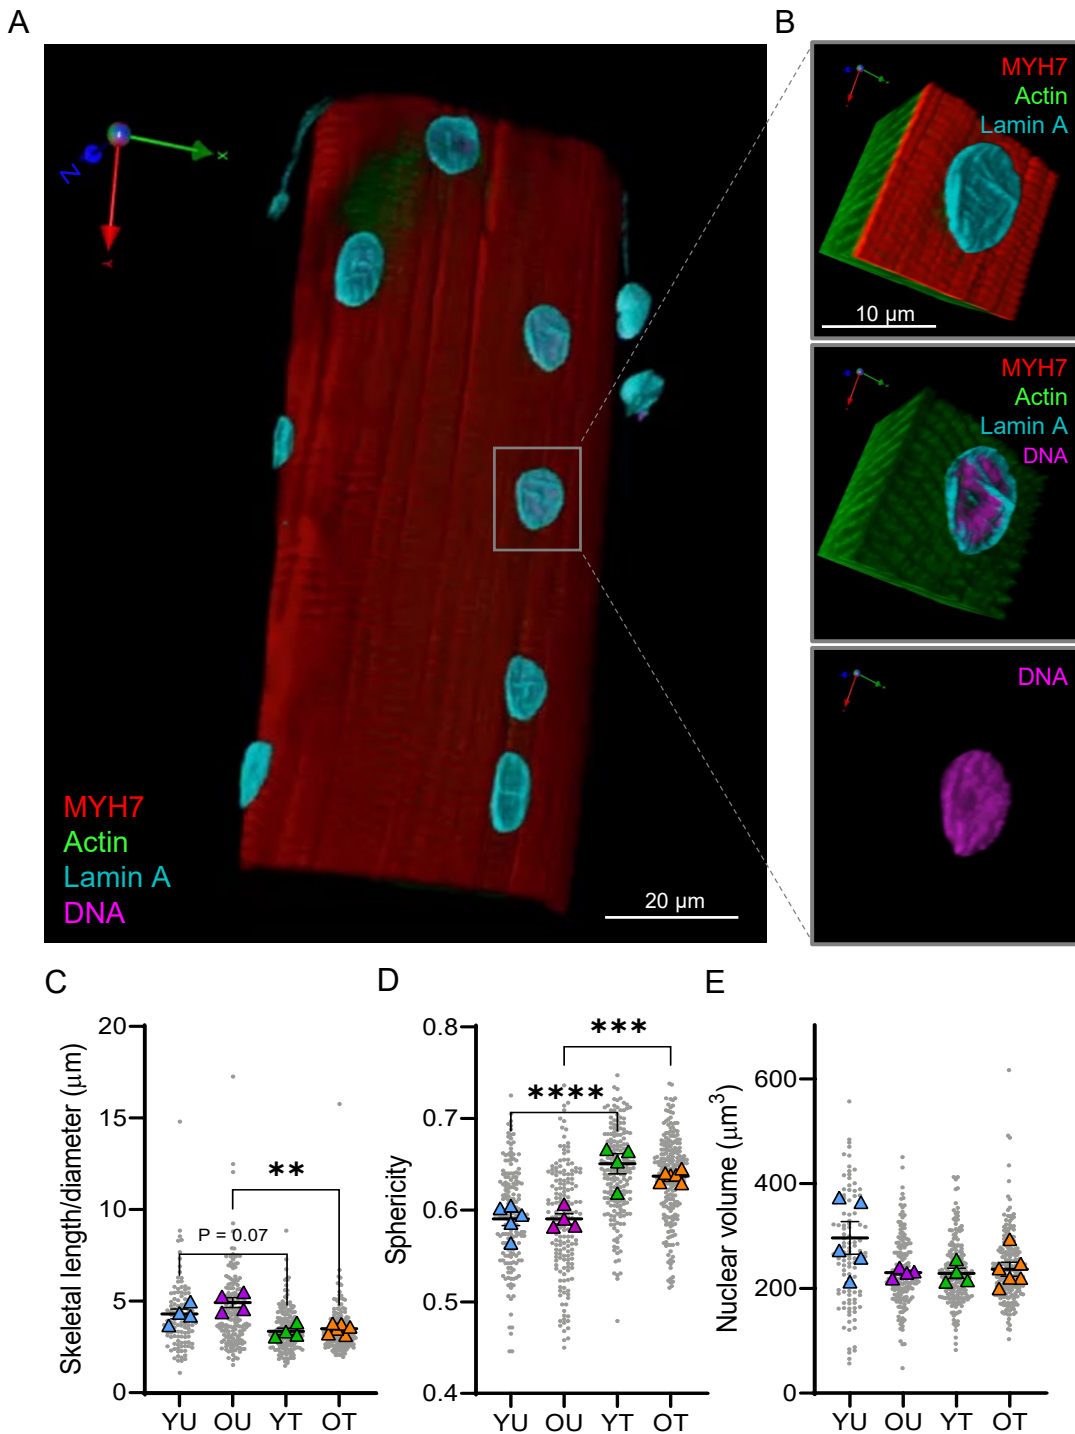 A
B
X
Y
Z
MYH7
Actin
Lamin A
DNA
20 μm
MYH7
Actin
Lamin A
10 μm
MYH7
Actin
Lamin A
DNA
DNA
C
Skeletal length/diameter (μm)
20
15
10
5
0
P = 0.07
**
YU OU YT OT
D
Sphericity
0.8
0.7
0.6
0.5
0.4
****
***
YU OU YT OT
E
Nuclear volume (μm³)
600
400
200
0
YU OU YT OT